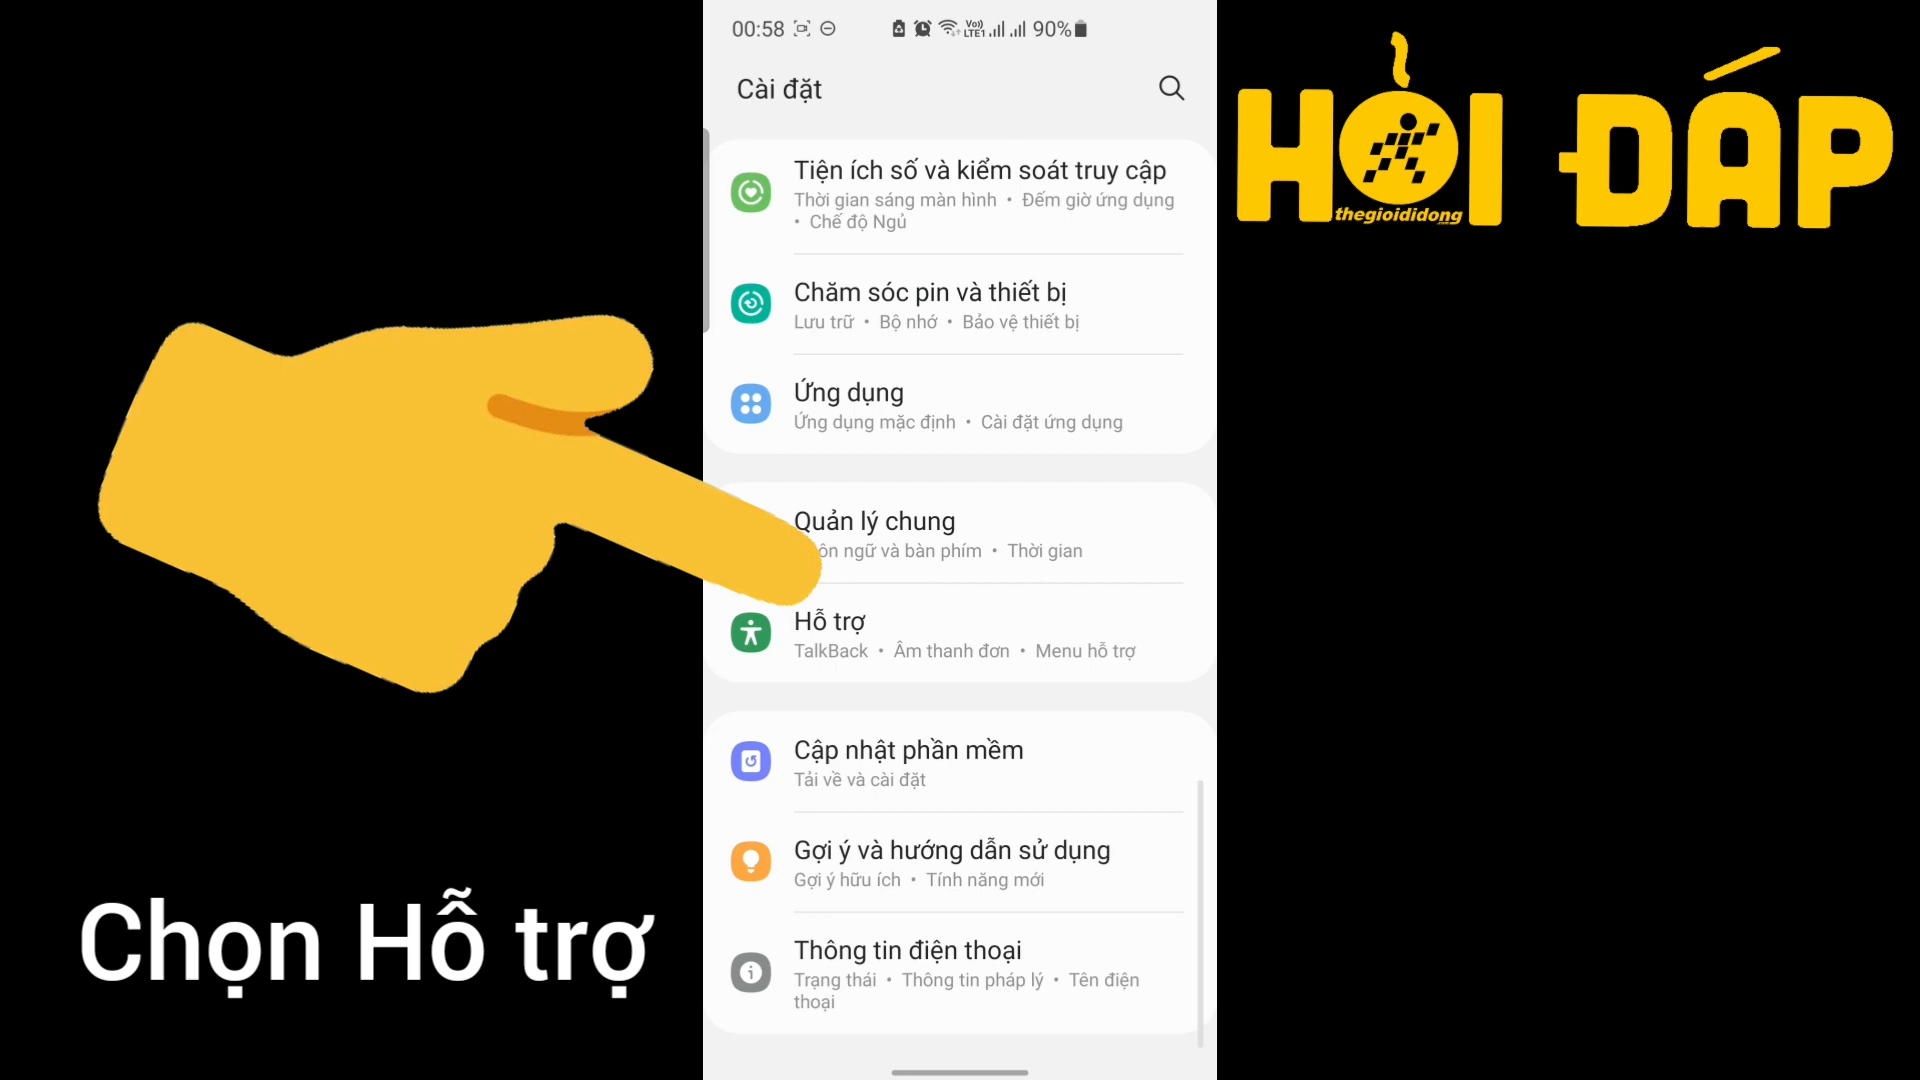 00:58 Vo)) LTE1 90%
Cài đặt
HỎI ĐÁP
thegioididong
.com
Tiện ích số và kiểm soát truy cập
Thời gian sáng màn hình • Đếm giờ ứng dụng
• Chế độ Ngủ
Chăm sóc pin và thiết bị
Lưu trữ • Bộ nhớ • Bảo vệ thiết bị
Ứng dụng
Ứng dụng mặc định • Cài đặt ứng dụng
Quản lý chung
ôn ngữ và bàn phím • Thời gian
Hỗ trợ
TalkBack • Âm thanh đơn • Menu hỗ trợ
Cập nhật phần mềm
Tải về và cài đặt
Gợi ý và hướng dẫn sử dụng
Gợi ý hữu ích • Tính năng mới
Thông tin điện thoại
Trạng thái • Thông tin pháp lý • Tên điện
thoại
Chọn Hỗ trợ